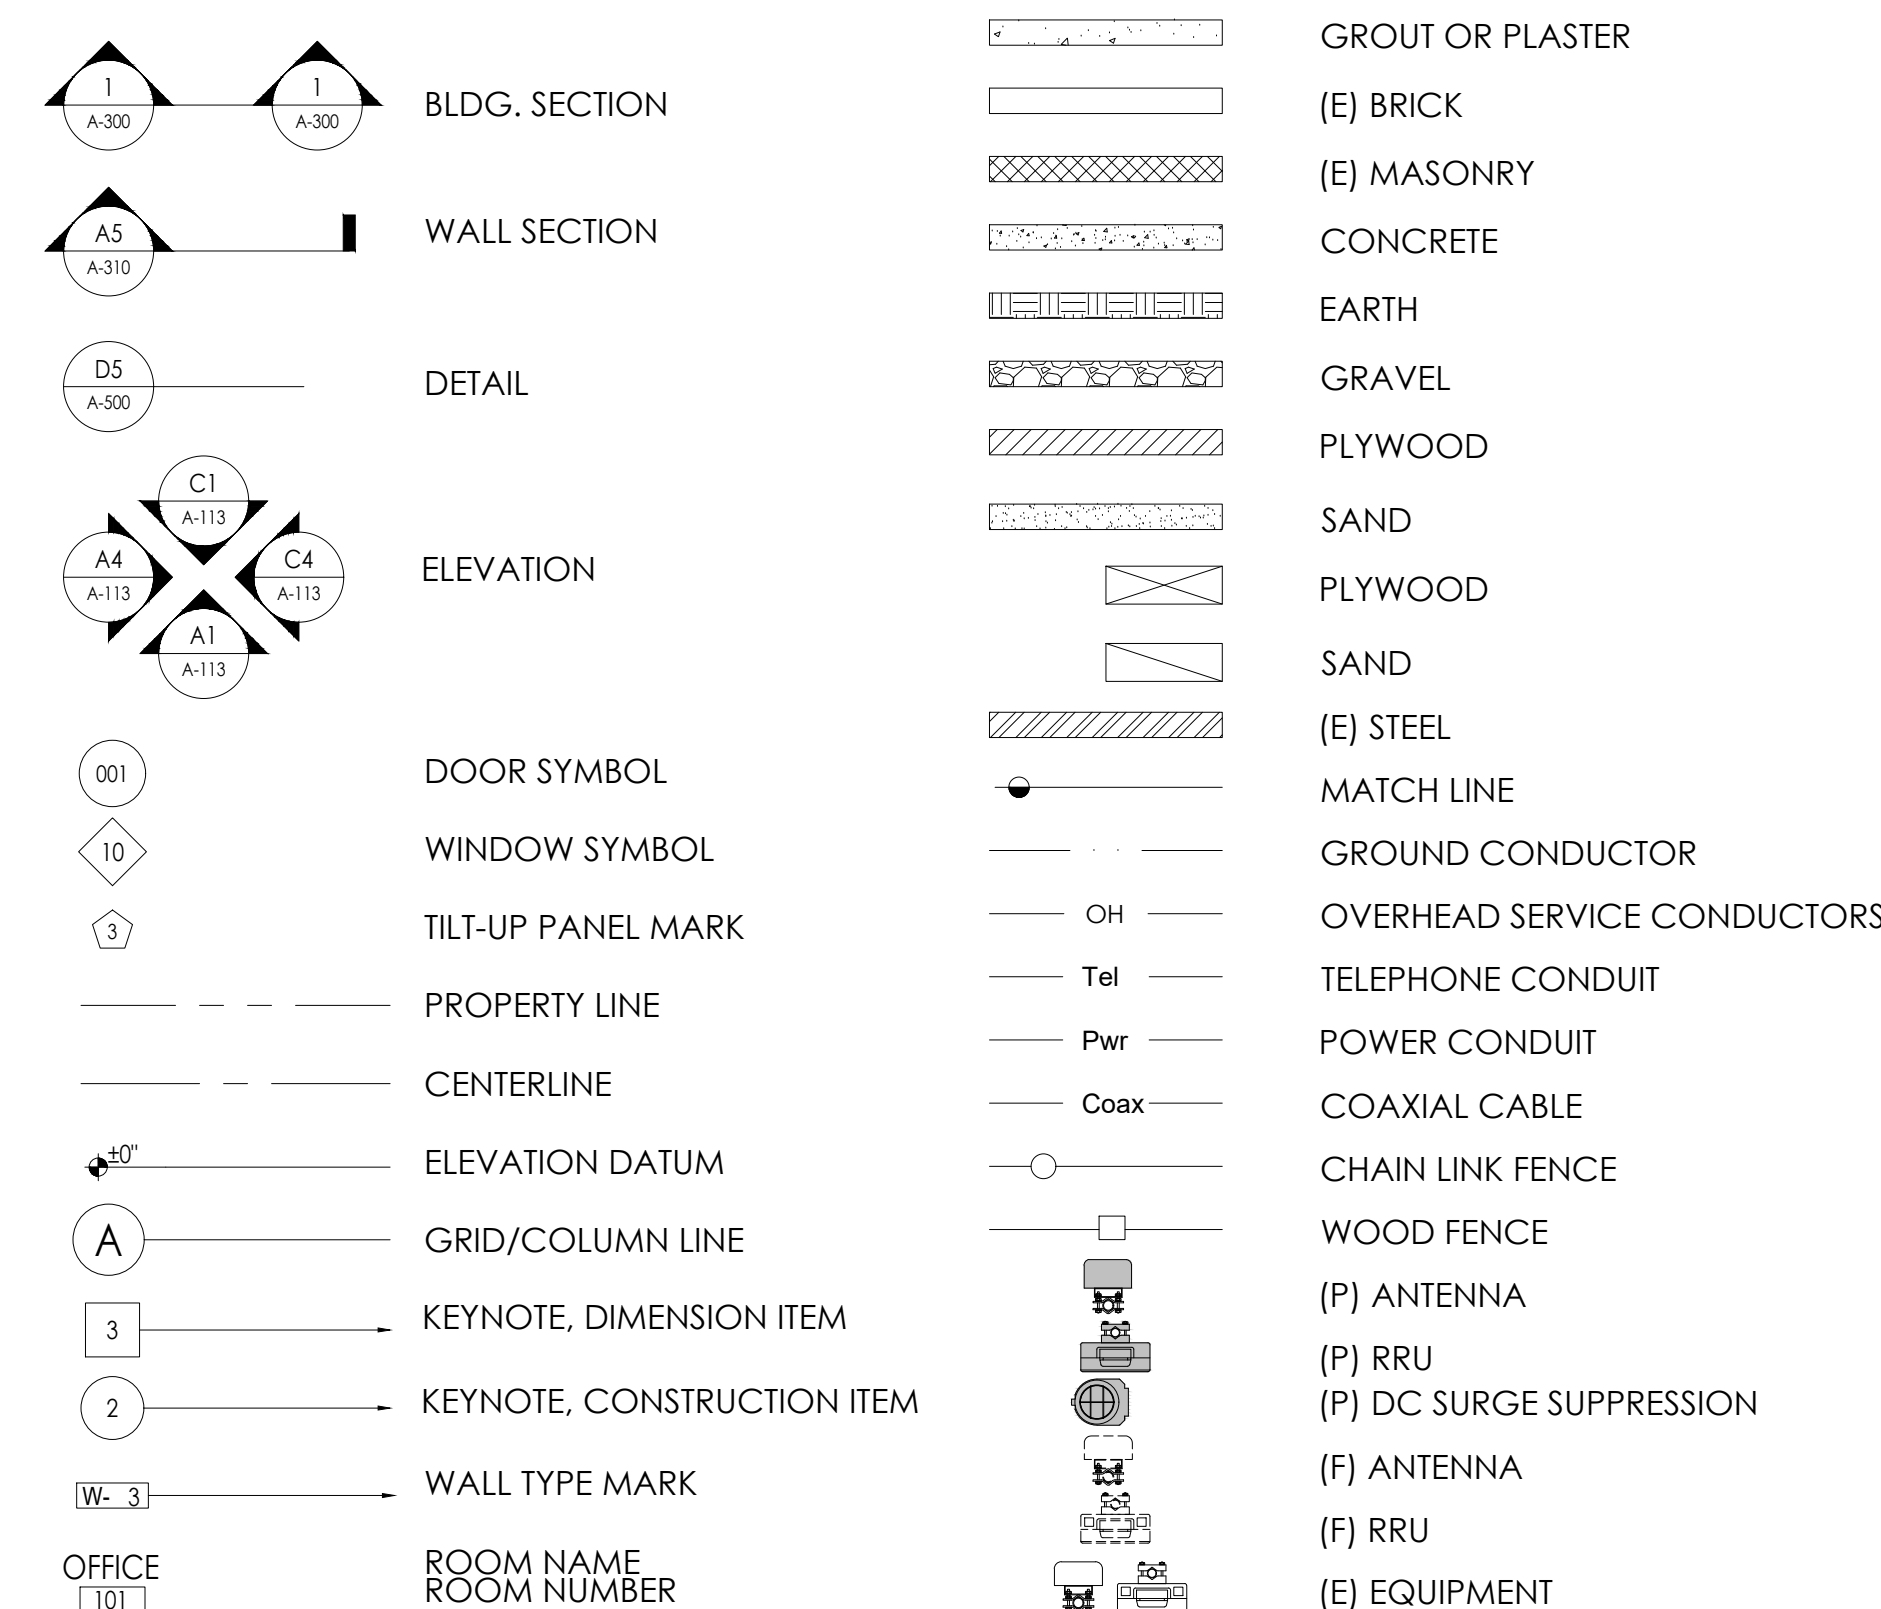 1
A-300
1
A-300
BLDG. SECTION
A5
A-310
WALL SECTION
D5
A-500
DETAIL
C1
A-113
A4
A-113
C4
A-113
A1
A-113
ELEVATION
001
DOOR SYMBOL
10
WINDOW SYMBOL
3
TILT-UP PANEL MARK
PROPERTY LINE
CENTERLINE
±0"
ELEVATION DATUM
A
GRID/COLUMN LINE
3
KEYNOTE, DIMENSION ITEM
2
KEYNOTE, CONSTRUCTION ITEM
W- 3
WALL TYPE MARK
OFFICE
101
ROOM NAME
ROOM NUMBER
GROUT OR PLASTER
(E) BRICK
(E) MASONRY
CONCRETE
EARTH
GRAVEL
PLYWOOD
SAND
PLYWOOD
SAND
(E) STEEL
MATCH LINE
GROUND CONDUCTOR
OH
OVERHEAD SERVICE CONDUCTORS
Tel
TELEPHONE CONDUIT
Pwr
POWER CONDUIT
Coax
COAXIAL CABLE
CHAIN LINK FENCE
WOOD FENCE
(P) ANTENNA
(P) RRU
(P) DC SURGE SUPPRESSION
(F) ANTENNA
(F) RRU
(E) EQUIPMENT